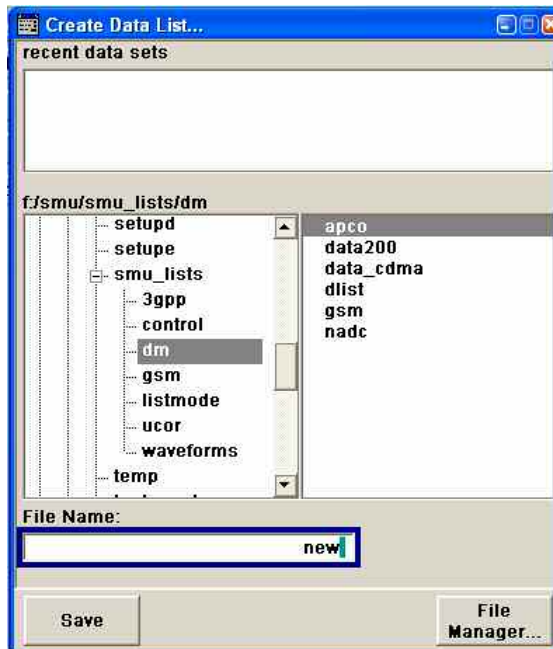 Create Data List...
recent data sets
f:/smu/smu_lists/dm
setupd
setupe
smu_lists
3gpp
control
dm
gsm
listmode
ucor
waveforms
temp
apco
data200
data_cdma
dlist
gsm
nadc
File Name:
new
Save
File
Manager...